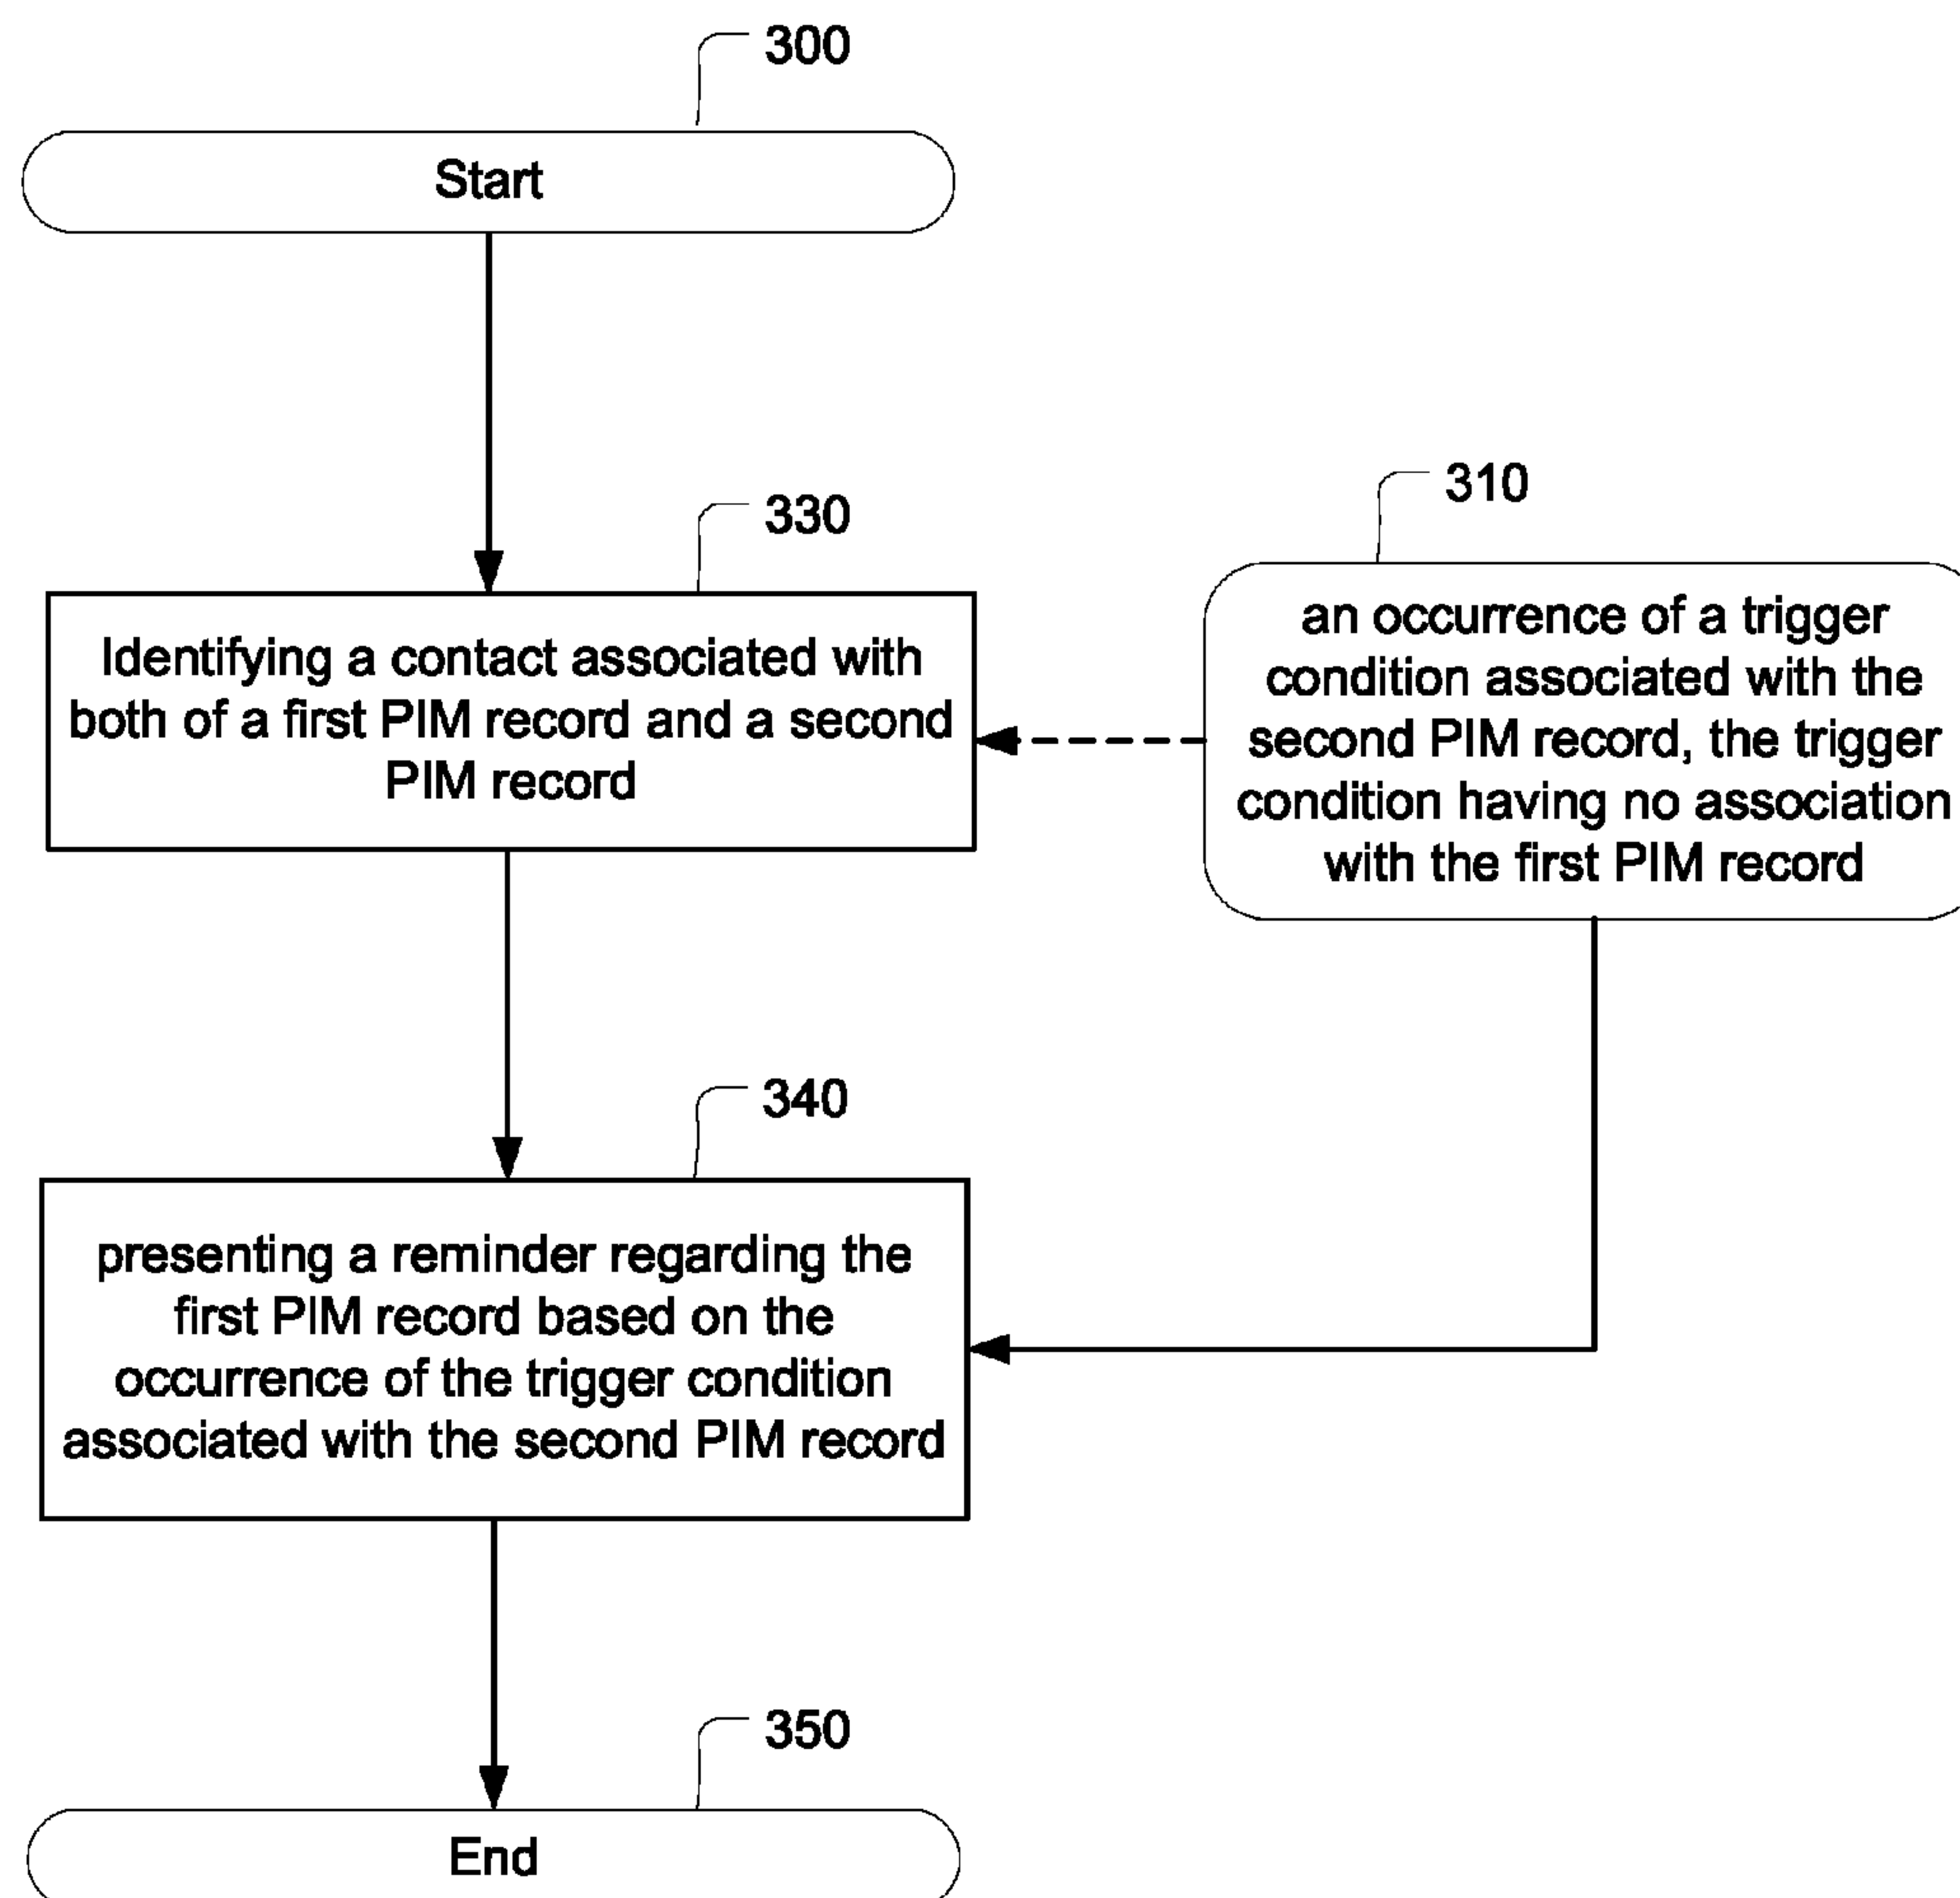 300
Start
330
Identifying a contact associated with
both of a first PIM record and a second
PIM record
310
an occurrence of a trigger
condition associated with the
second PIM record, the trigger
condition having no association
with the first PIM record
340
presenting a reminder regarding the
first PIM record based on the
occurrence of the trigger condition
associated with the second PIM record
350
End